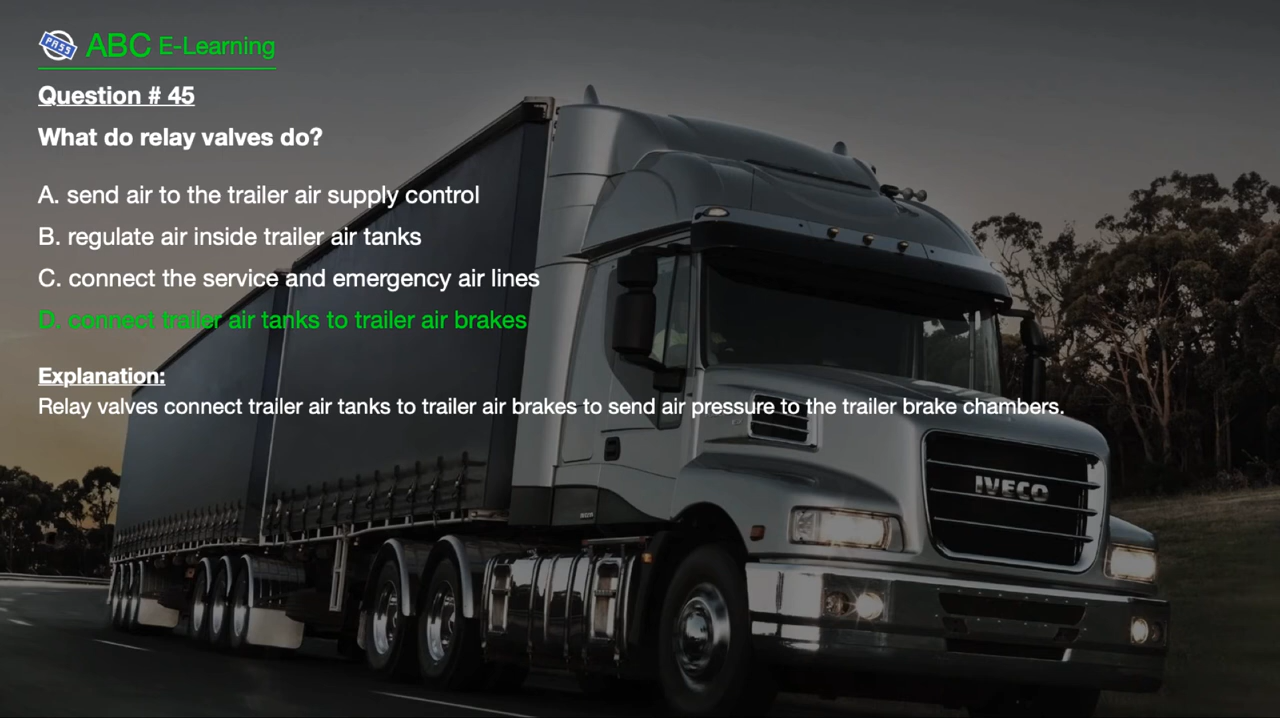 PASS ABC E-Learning
Question # 45
What do relay valves do?
A. send air to the trailer air supply control
B. regulate air inside trailer air tanks
C. connect the service and emergency air lines
D. connect trailer air tanks to trailer air brakes
Explanation:
Relay valves connect trailer air tanks to trailer air brakes to send air pressure to the trailer brake chambers.
IVECO